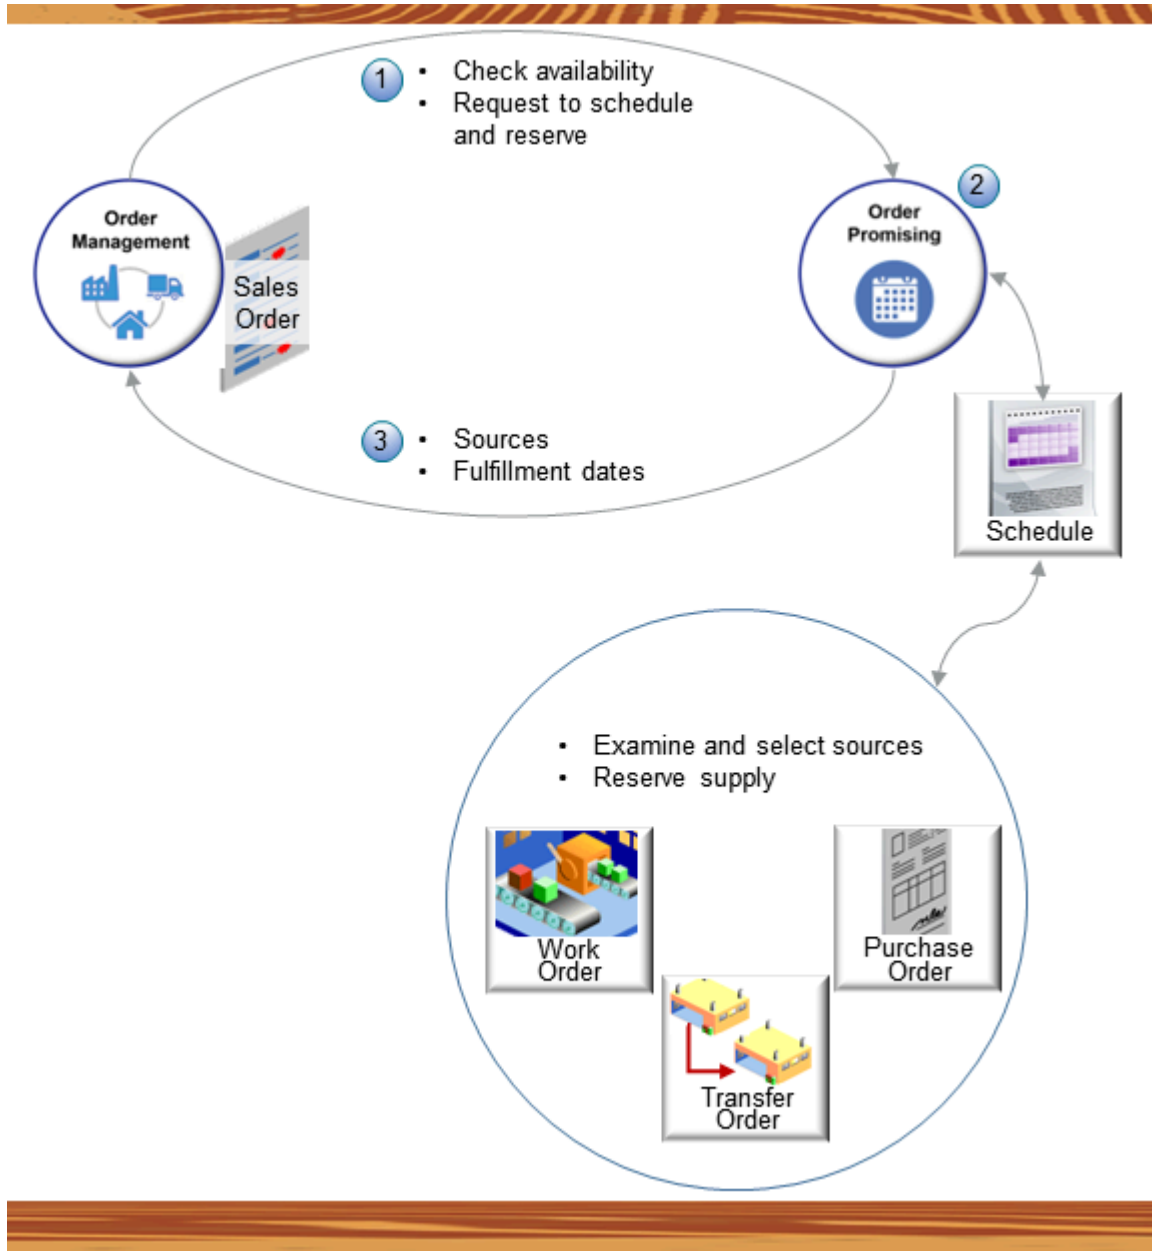 1
• Check availability
• Request to schedule
and reserve
2
Order
Management
Order
Promising
Sales
Order
3
• Sources
• Fulfillment dates
Schedule
• Examine and select sources
• Reserve supply
Work
Order
Purchase
Order
Transfer
Order